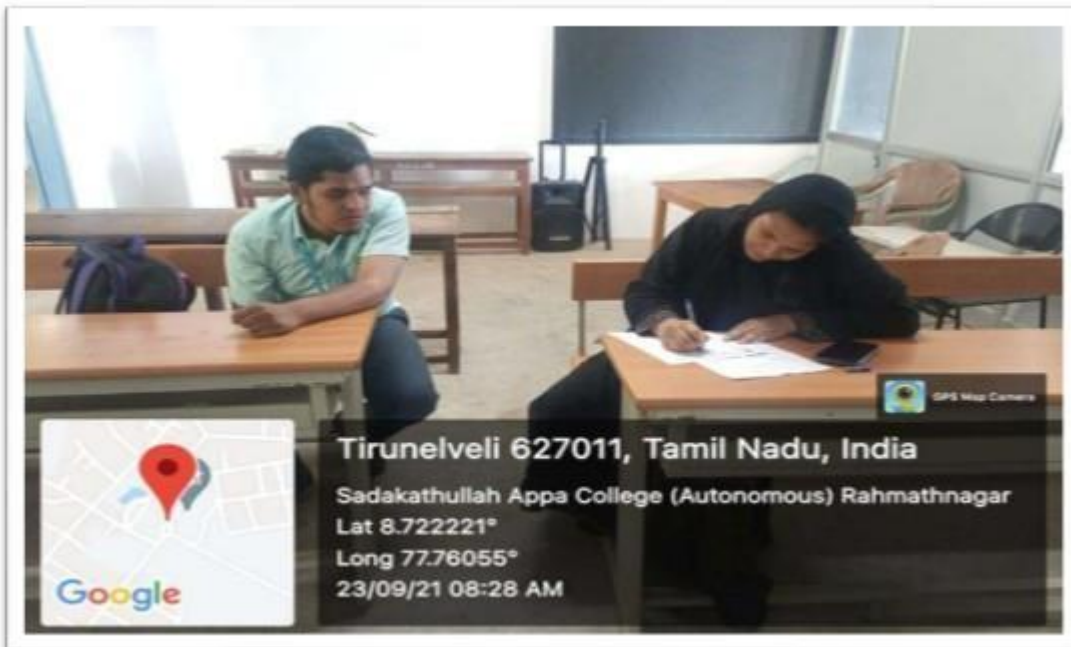 GPS Map Camera
Tirunelveli 627011, Tamil Nadu, India
Sadakathullah Appa College (Autonomous) Rahmathnagar
Lat 8.722221°
Long 77.76055°
23/09/21 08:28 AM
Google